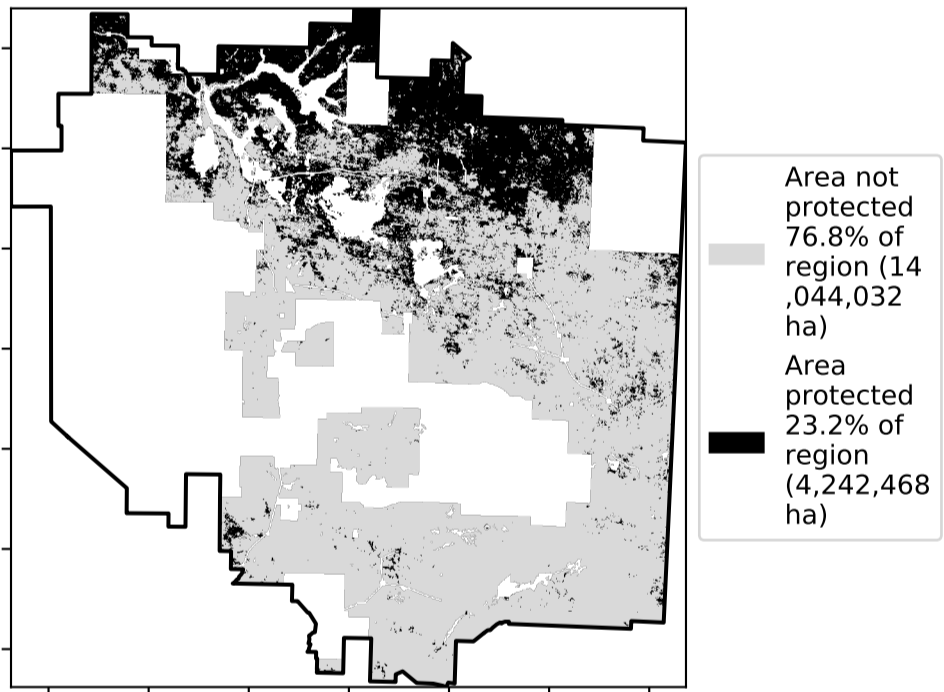 Area not
protected
76.8% of
region (14
,044,032
ha)
Area
protected
23.2% of
region
(4,242,468
ha)